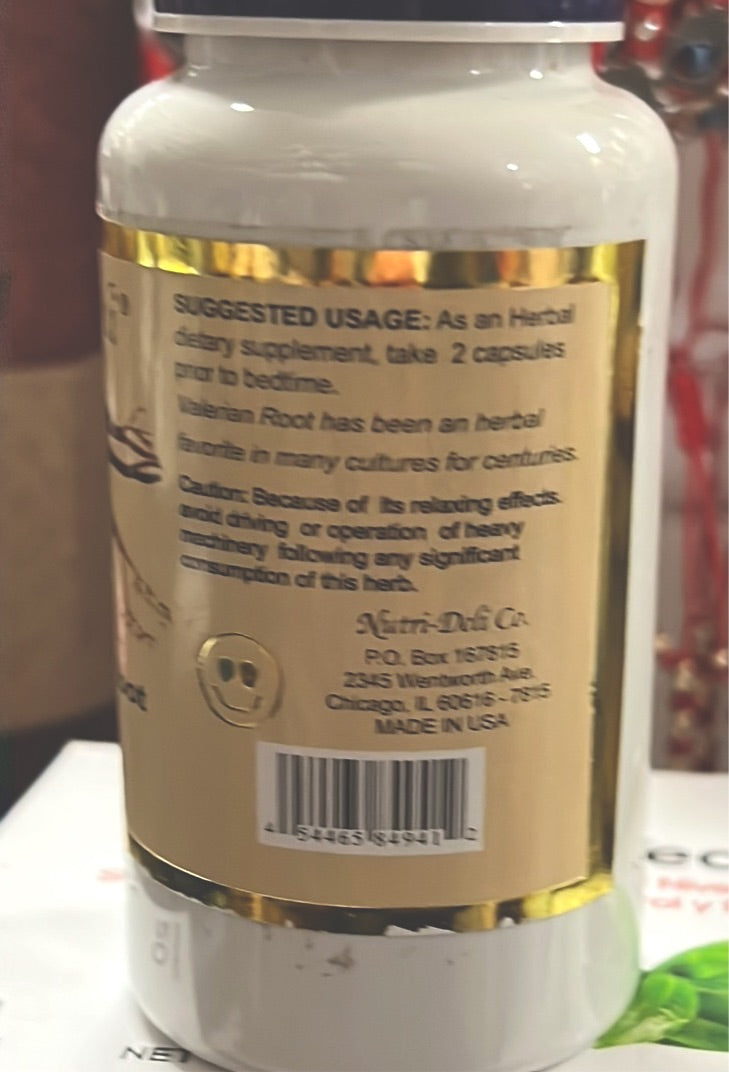 SUGGESTED USAGE: As an Herbal
dietary supplement, take 2 capsules
prior to bedtime.
Valerian Root has been an herbal
favorite in many cultures for centuries.
Caution: Because of its relaxing effects.
avoid driving or operation of heavy
machinery following any significant
consumption of this herb.
Nutri-Deli Co.
P.O. Box 167815
2345 Wentworth Ave.
Chicago, IL 60616-7815
MADE IN USA
4 54465 84941 2
NET